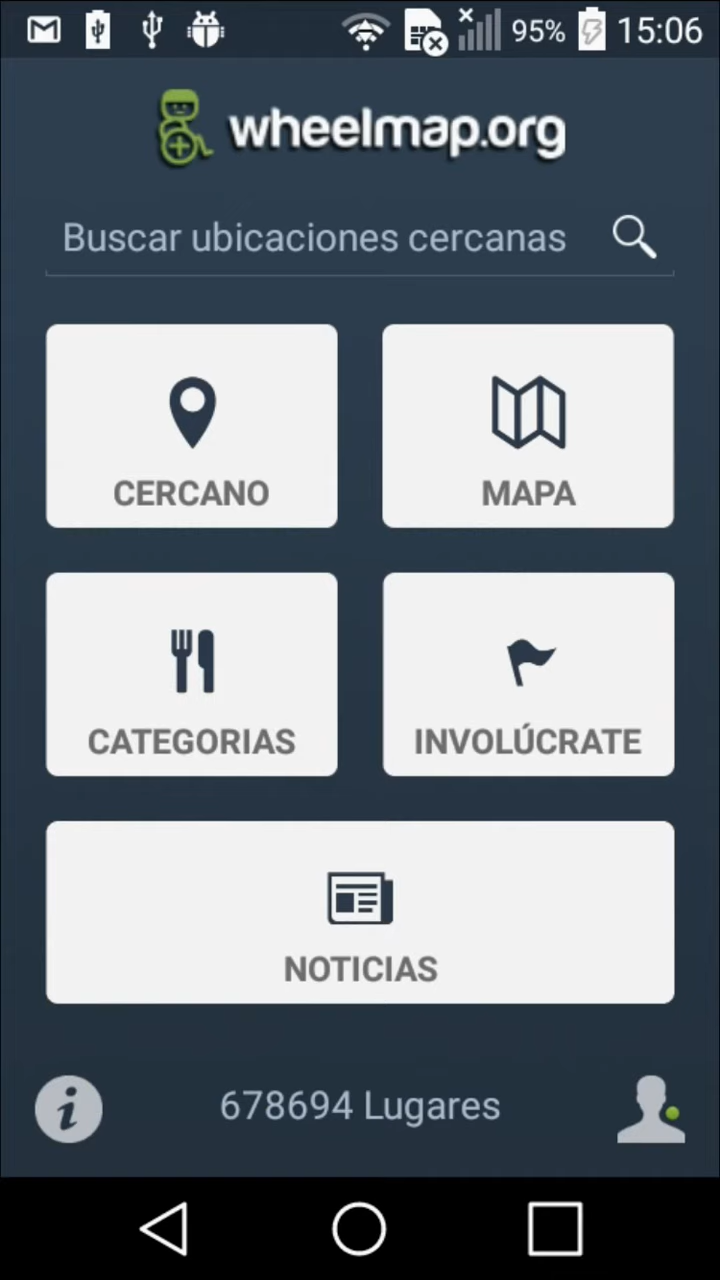 95% 15:06
wheelmap.org
Buscar ubicaciones cercanas
CERCANO
MAPA
CATEGORIAS
INVOLÚCRATE
NOTICIAS
678694 Lugares